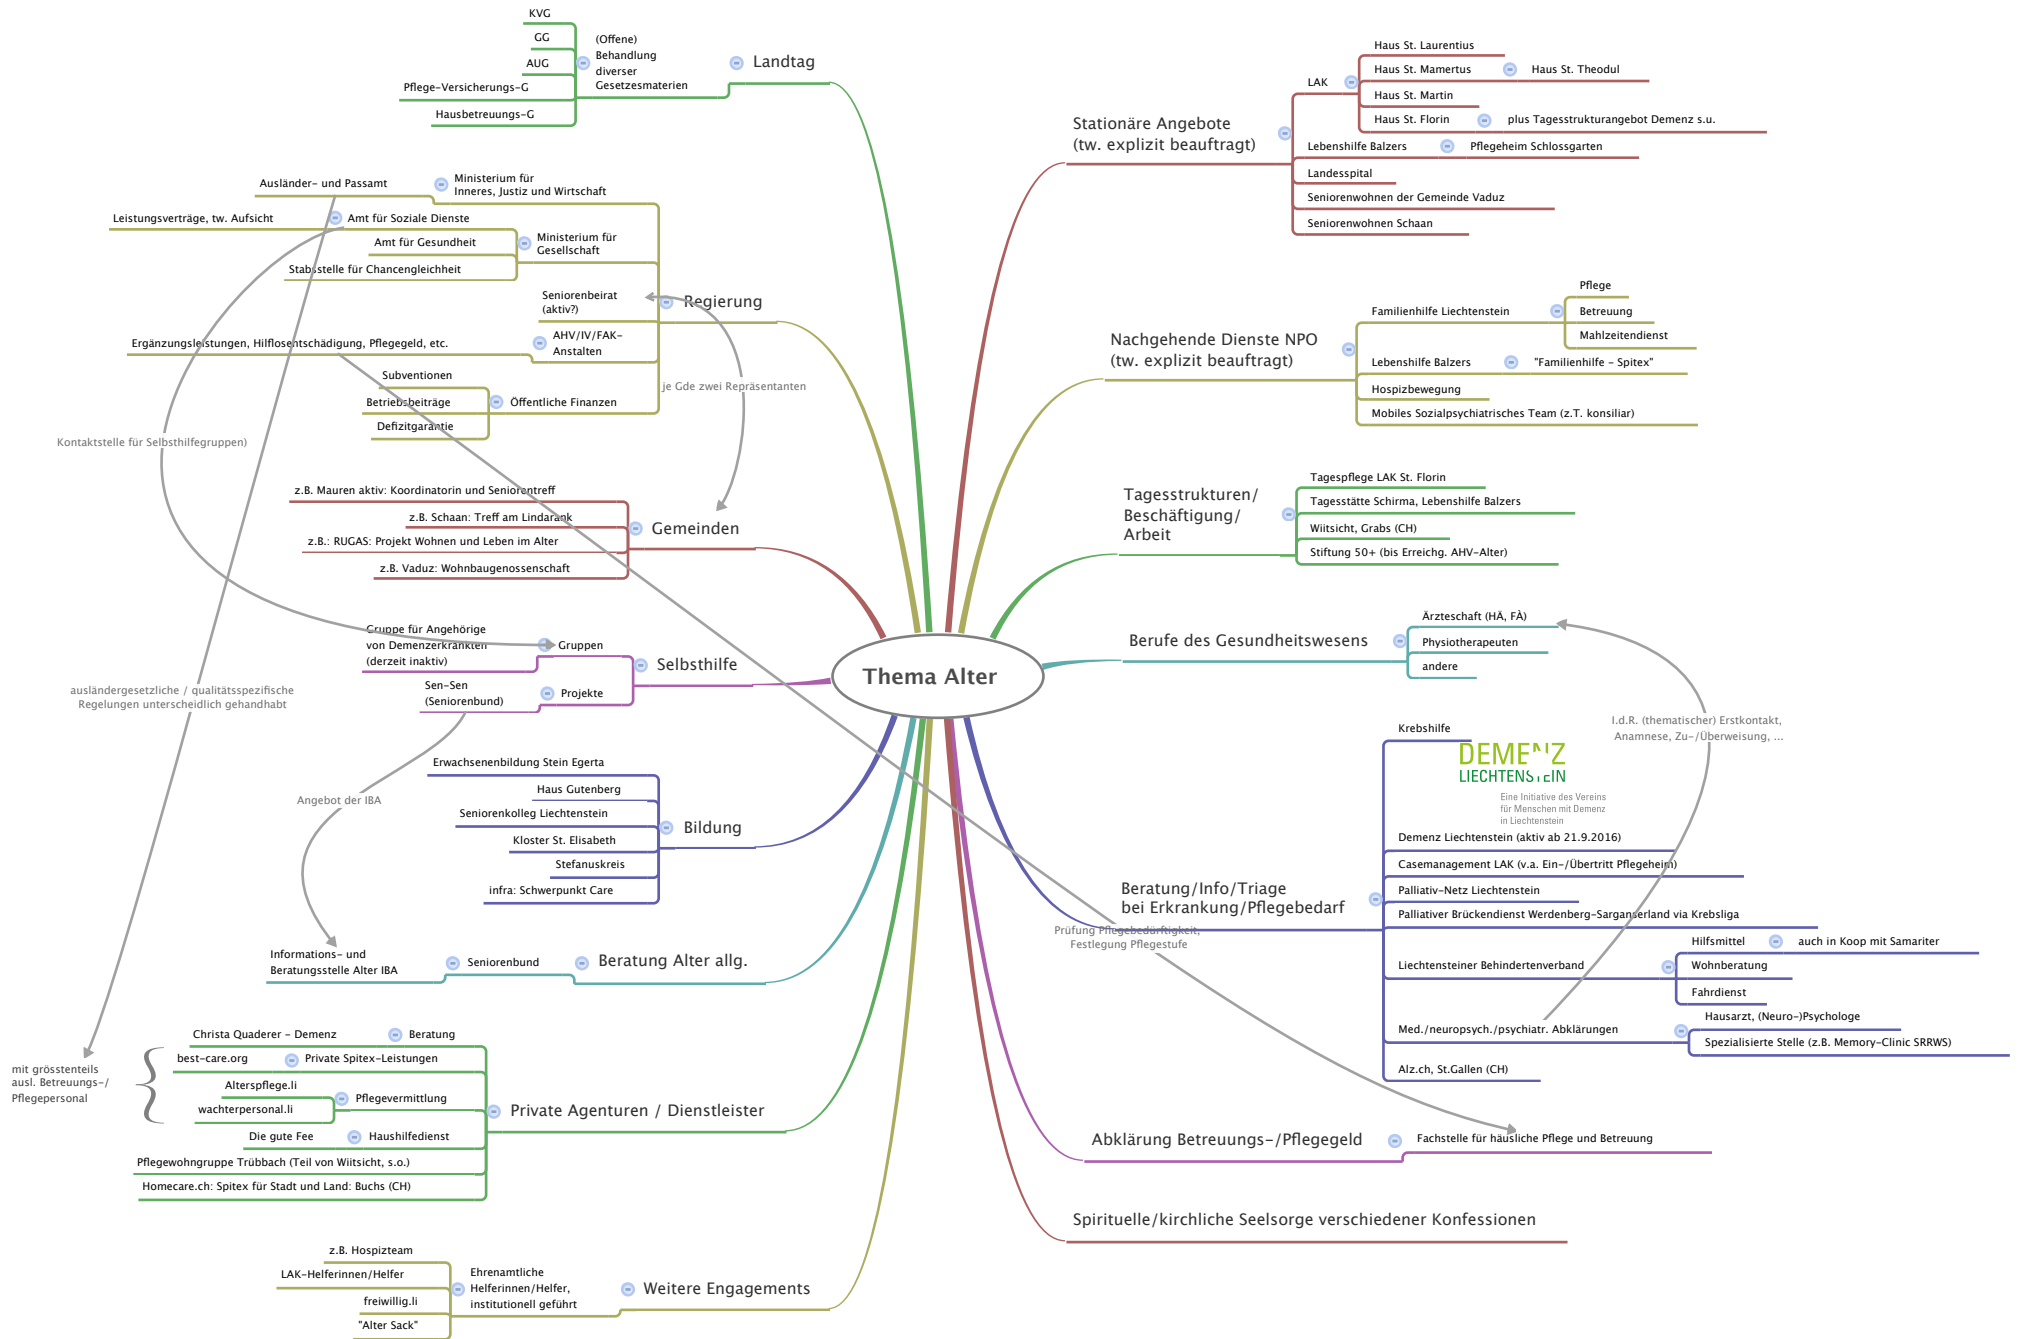 Thema Alter
Landtag
(Offene)
Behandlung
diverser
Gesetzesmaterien
KVG
GG
AUG
Pflege-Versicherungs-G
Hausbetreuungs-G
Regierung
Ministerium für
Inneres, Justiz und Wirtschaft
Ausländer- und Passamt
Ministerium für
Gesellschaft
Amt für Soziale Dienste
Leistungsverträge, tw. Aufsicht
Amt für Gesundheit
Stabsstelle für Chancengleichheit
Seniorenbeirat
(aktiv?)
AHV/IV/FAK-
Anstalten
Ergänzungsleistungen, Hilflosentschädigung, Pflegegeld, etc.
Öffentliche Finanzen
Subventionen
Betriebsbeiträge
Defizitgarantie
je Gde zwei Repräsentanten
Kontaktstelle für Selbsthilfegruppen)
Gemeinden
z.B. Mauren aktiv: Koordinatorin und Seniorentreff
z.B. Schaan: Treff am Lindarank
z.B.: RUGAS: Projekt Wohnen und Leben im Alter
z.B. Vaduz: Wohnbaugenossenschaft
Selbsthilfe
Gruppen
Gruppe für Angehörige
von Demenzerkrankten
(derzeit inaktiv)
Projekte
Sen-Sen
(Seniorenbund)
ausländergesetzliche / qualitätsspezifische
Regelungen unterscheidlich gehandhabt
Angebot der IBA
Bildung
Erwachsenenbildung Stein Egerta
Haus Gutenberg
Seniorenkolleg Liechtenstein
Kloster St. Elisabeth
Stefanuskreis
infra: Schwerpunkt Care
Beratung Alter allg.
Seniorenbund
Informations- und
Beratungsstelle Alter IBA
Private Agenturen / Dienstleister
Beratung
Christa Quaderer - Demenz
Private Spitex-Leistungen
best-care.org
Pflegevermittlung
Alterspflege.li
wachterpersonal.li
Haushilfedienst
Die gute Fee
Pflegewohngruppe Trübbach (Teil von Wiitsicht, s.o.)
Homecare.ch: Spitex für Stadt und Land: Buchs (CH)
mit grösstenteils
ausl. Betreuungs-/
Pflegepersonal
Weitere Engagements
Ehrenamtliche
Helferinnen/Helfer,
institutionell geführt
z.B. Hospizteam
LAK-Helferinnen/Helfer
freiwillig.li
"Alter Sack"
Stationäre Angebote
(tw. explizit beauftragt)
LAK
Haus St. Laurentius
Haus St. Mamertus
Haus St. Theodul
Haus St. Martin
Haus St. Florin
plus Tagesstrukturangebot Demenz s.u.
Lebenshilfe Balzers
Pflegeheim Schlossgarten
Landesspital
Seniorenwohnen der Gemeinde Vaduz
Seniorenwohnen Schaan
Nachgehende Dienste NPO
(tw. explizit beauftragt)
Familienhilfe Liechtenstein
Pflege
Betreuung
Mahlzeitendienst
Lebenshilfe Balzers
"Familienhilfe - Spitex"
Hospizbewegung
Mobiles Sozialpsychiatrisches Team (z.T. konsiliar)
Tagesstrukturen/
Beschäftigung/
Arbeit
Tagespflege LAK St. Florin
Tagesstätte Schirma, Lebenshilfe Balzers
Wiitsicht, Grabs (CH)
Stiftung 50+ (bis Erreichg. AHV-Alter)
Berufe des Gesundheitswesens
Ärzteschaft (HÄ, FÄ)
Physiotherapeuten
andere
I.d.R. (thematischer) Erstkontakt,
Anamnese, Zu-/Überweisung, ...
Beratung/Info/Triage
bei Erkrankung/Pflegebedarf
Krebshilfe
DEMENZ
LIECHTENSTEIN
Eine Initiative des Vereins
für Menschen mit Demenz
in Liechtenstein
Demenz Liechtenstein (aktiv ab 21.9.2016)
Casemanagement LAK (v.a. Ein-/Übertritt Pflegeheim)
Palliativ-Netz Liechtenstein
Palliativer Brückendienst Werdenberg-Sarganserland via Krebsliga
Liechtensteiner Behindertenverband
Hilfsmittel
auch in Koop mit Samariter
Wohnberatung
Fahrdienst
Med./neuropsych./psychiatr. Abklärungen
Hausarzt, (Neuro-)Psychologe
Spezialisierte Stelle (z.B. Memory-Clinic SRRWS)
Alz.ch, St.Gallen (CH)
Prüfung Pflegebedürftigkeit,
Festlegung Pflegestufe
Abklärung Betreuungs-/Pflegegeld
Fachstelle für häusliche Pflege und Betreuung
Spirituelle/kirchliche Seelsorge verschiedener Konfessionen